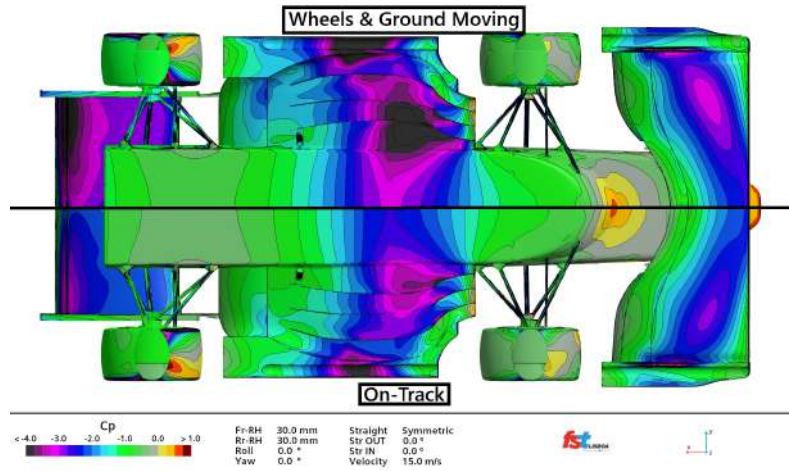 Wheels & Ground Moving
On-Track
Cp
< -4.0 -3.0 -2.0 -1.0 0.0 > 1.0
Fr-RH 30.0 mm Straight Symmetric
Rr-RH 30.0 mm Str OUT 0.0 °
Roll 0.0 ° Str IN 0.0 °
Yaw 0.0 ° Velocity 15.0 m/s
fst LISBOA
y
x z